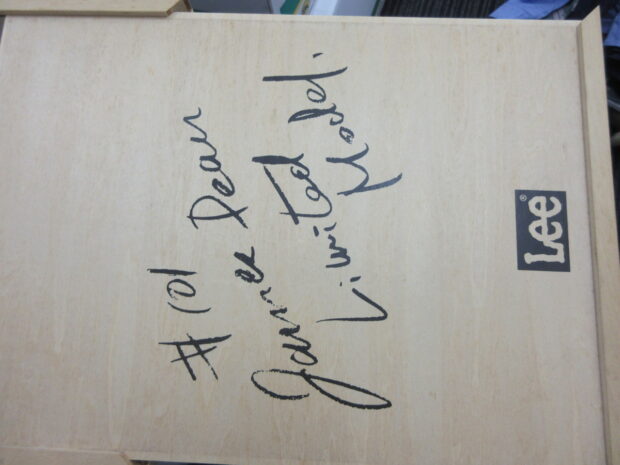 #101
James Dean
Limited
Model.
Lee®